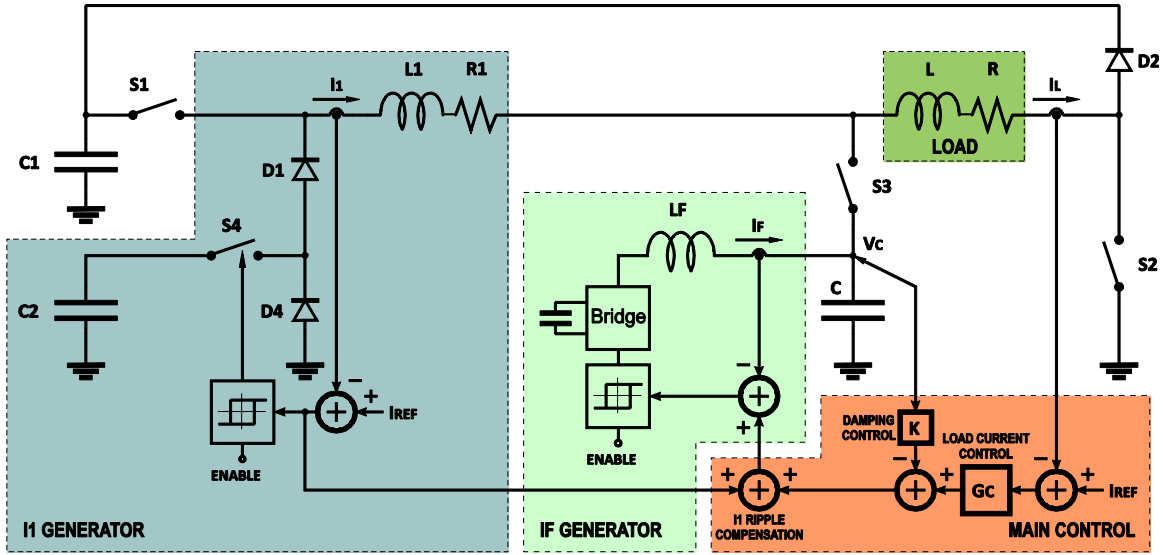 D2
L1 R1
L R
I1
IL
S1
LOAD
C1
D1
S3
S4
LF
IF
VC
S2
C2
D4
C
Bridge
− +
−
IREF
+
DAMPING
CONTROL
K
LOAD CURRENT
CONTROL
ENABLE
ENABLE
− −
+
+ +
+
GC
+
IREF
I1 RIPPLE
COMPENSATION
I1 GENERATOR
IF GENERATOR
MAIN CONTROL